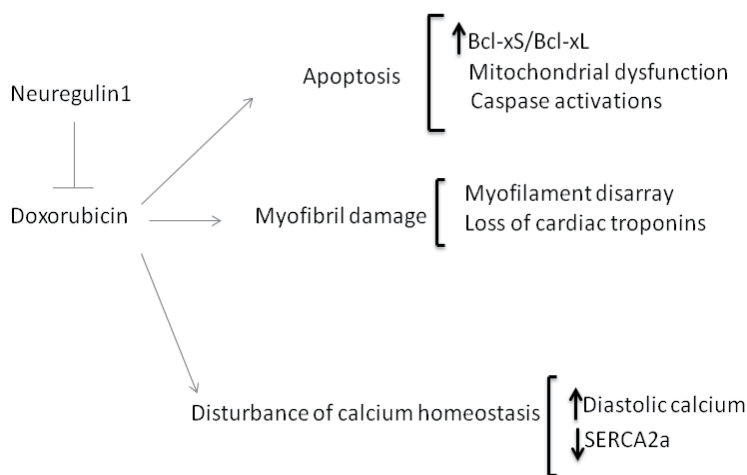 Neuregulin1
Doxorubicin
Apoptosis
Bcl-xS/Bcl-xL
Mitochondrial dysfunction
Caspase activations
Myofibril damage
Myofilament disarray
Loss of cardiac troponins
Disturbance of calcium homeostasis
Diastolic calcium
SERCA2a